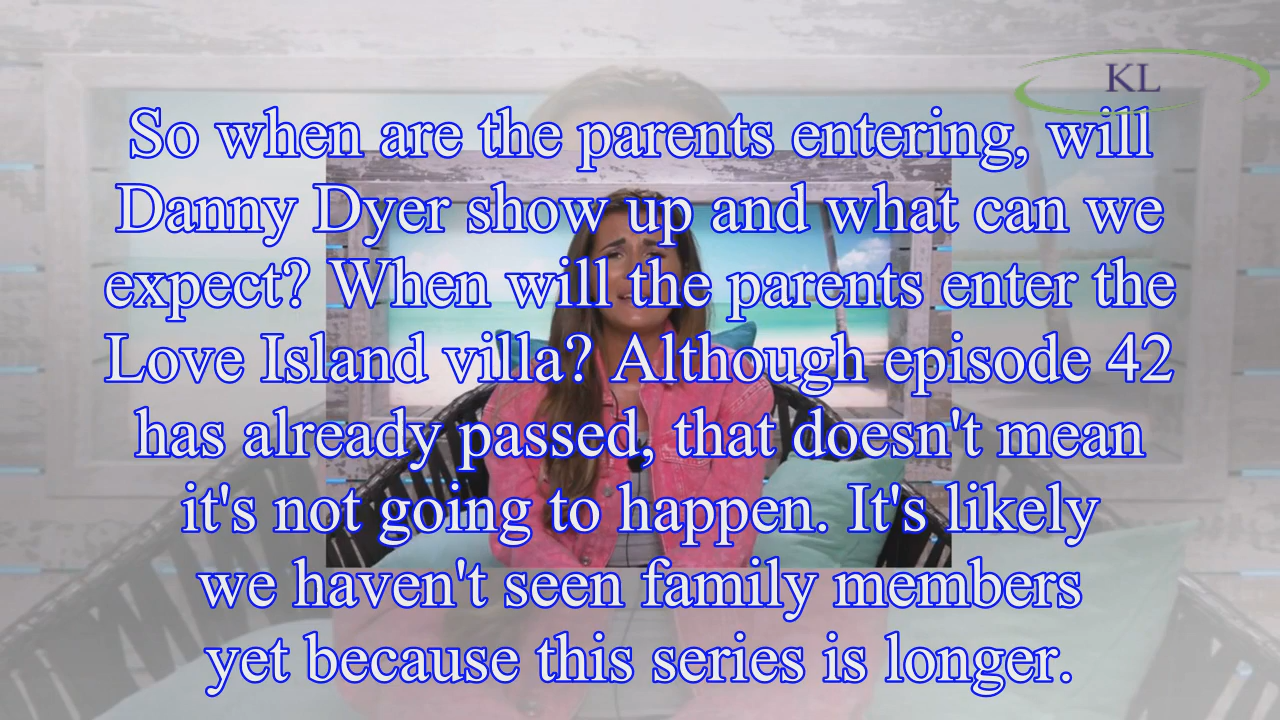 KL
So when are the parents entering, will
Danny Dyer show up and what can we
expect? When will the parents enter the
Love Island villa? Although episode 42
has already passed, that doesn't mean
it's not going to happen. It's likely
we haven't seen family members
yet because this series is longer.